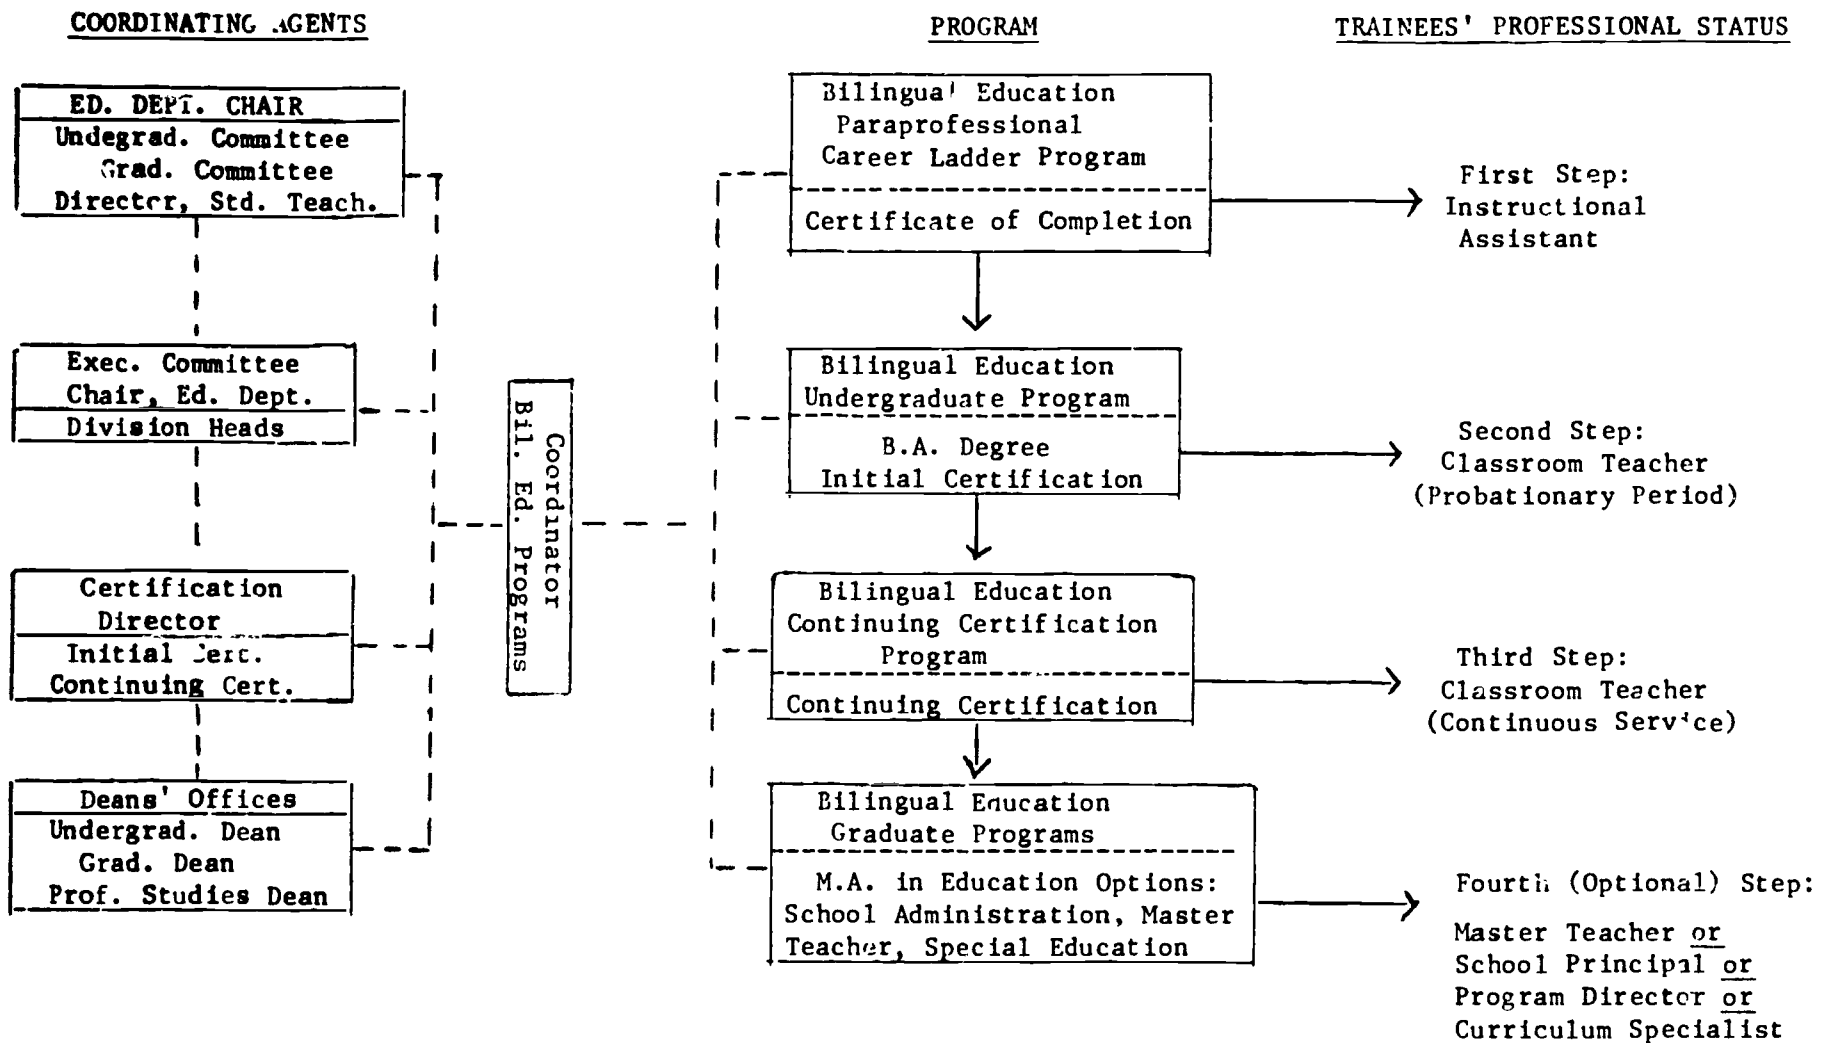 COORDINATING AGENTS
PROGRAM
TRAINEES' PROFESSIONAL STATUS
ED. DEPT. CHAIR
Undegrad. Committee
Grad. Committee
Director, Std. Teach.
Exec. Committee
Chair, Ed. Dept.
Division Heads
Certification
Director
Initial Cert.
Continuing Cert.
Deans' Offices
Undergrad. Dean
Grad. Dean
Prof. Studies Dean
Coordinator
Bil. Ed. Programs
Bilingual Education
Paraprofessional
Career Ladder Program
Certificate of Completion
Bilingual Education
Undergraduate Program
B.A. Degree
Initial Certification
Bilingual Education
Continuing Certification
Program
Continuing Certification
Bilingual Education
Graduate Programs
M.A. in Education Options:
School Administration, Master
Teacher, Special Education
First Step:
Instructional
Assistant
Second Step:
Classroom Teacher
(Probationary Period)
Third Step:
Classroom Teacher
(Continuous Service)
Fourth (Optional) Step:
Master Teacher or
School Principal or
Program Director or
Curriculum Specialist